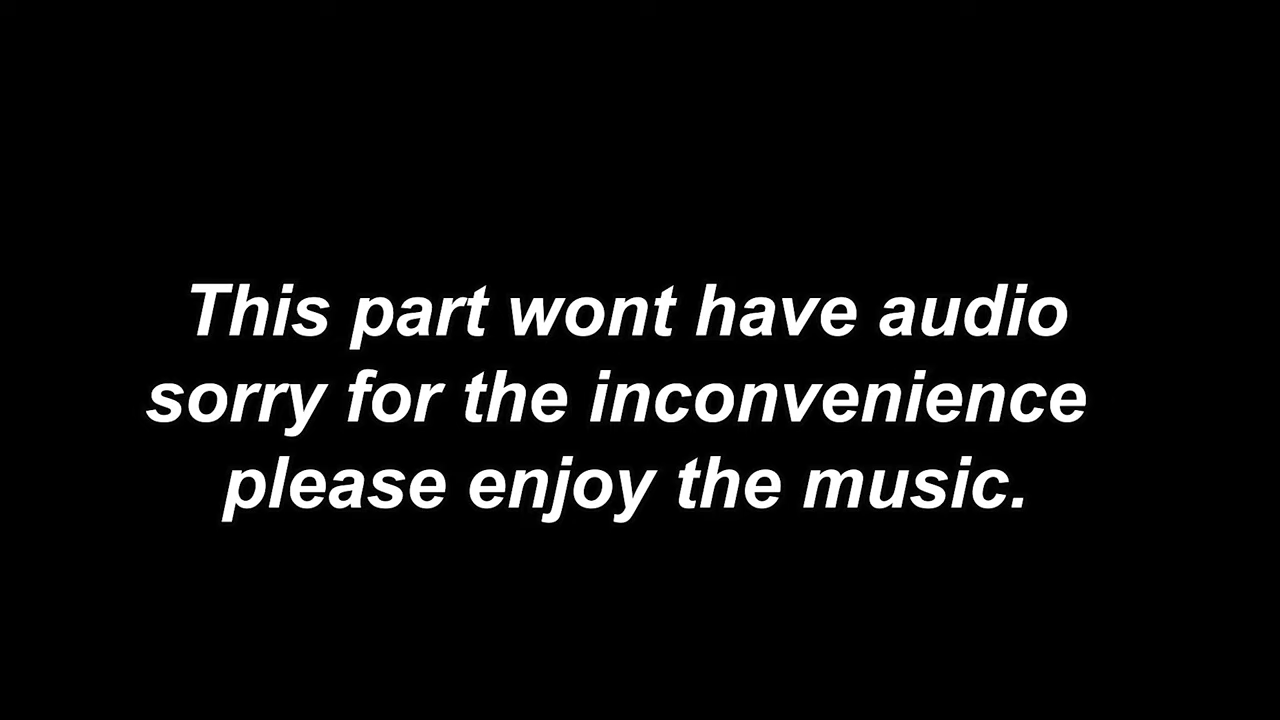 This part wont have audio
sorry for the inconvenience
please enjoy the music.